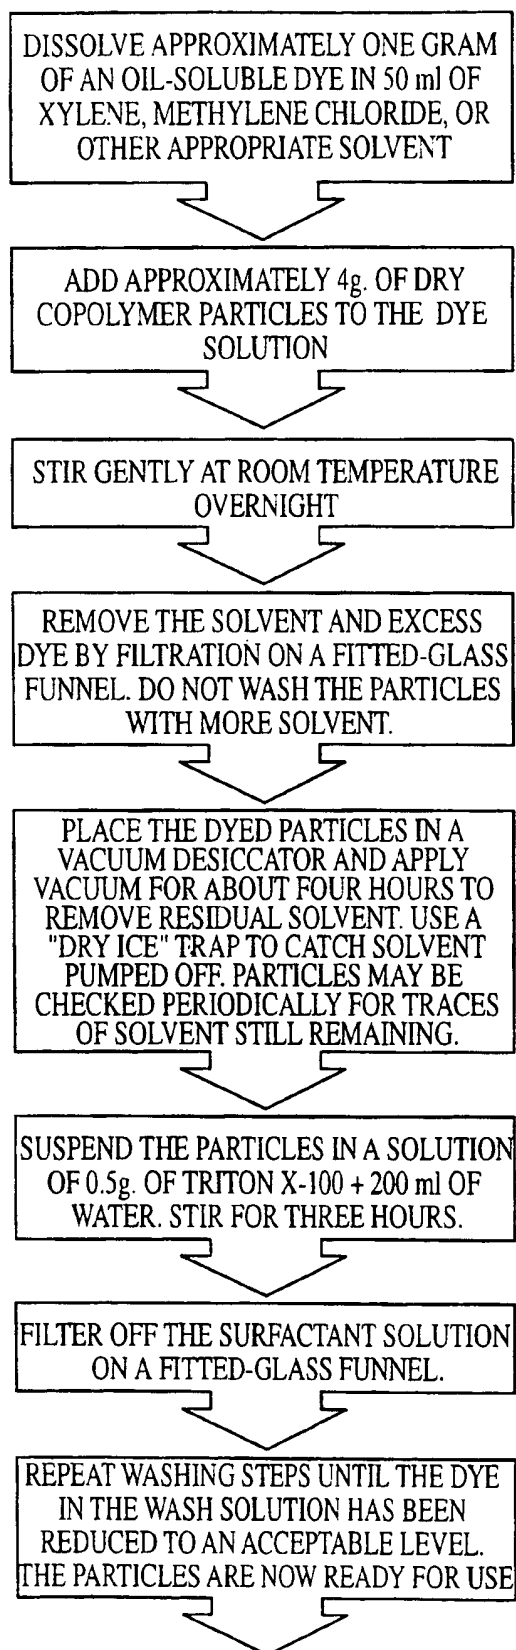 DISSOLVE APPROXIMATELY ONE GRAM
OF AN OIL-SOLUBLE DYE IN 50 ml OF
XYLENE, METHYLENE CHLORIDE, OR
OTHER APPROPRIATE SOLVENT
ADD APPROXIMATELY 4g. OF DRY
COPOLYMER PARTICLES TO THE DYE
SOLUTION
STIR GENTLY AT ROOM TEMPERATURE
OVERNIGHT
REMOVE THE SOLVENT AND EXCESS
DYE BY FILTRATION ON A FITTED-GLASS
FUNNEL. DO NOT WASH THE PARTICLES
WITH MORE SOLVENT.
PLACE THE DYED PARTICLES IN A
VACUUM DESICCATOR AND APPLY
VACUUM FOR ABOUT FOUR HOURS TO
REMOVE RESIDUAL SOLVENT. USE A
"DRY ICE" TRAP TO CATCH SOLVENT
PUMPED OFF. PARTICLES MAY BE
CHECKED PERIODICALLY FOR TRACES
OF SOLVENT STILL REMAINING.
SUSPEND THE PARTICLES IN A SOLUTION
OF 0.5g. OF TRITON X-100 + 200 ml OF
WATER. STIR FOR THREE HOURS.
FILTER OFF THE SURFACTANT SOLUTION
ON A FITTED-GLASS FUNNEL.
REPEAT WASHING STEPS UNTIL THE DYE
IN THE WASH SOLUTION HAS BEEN
REDUCED TO AN ACCEPTABLE LEVEL.
THE PARTICLES ARE NOW READY FOR USE